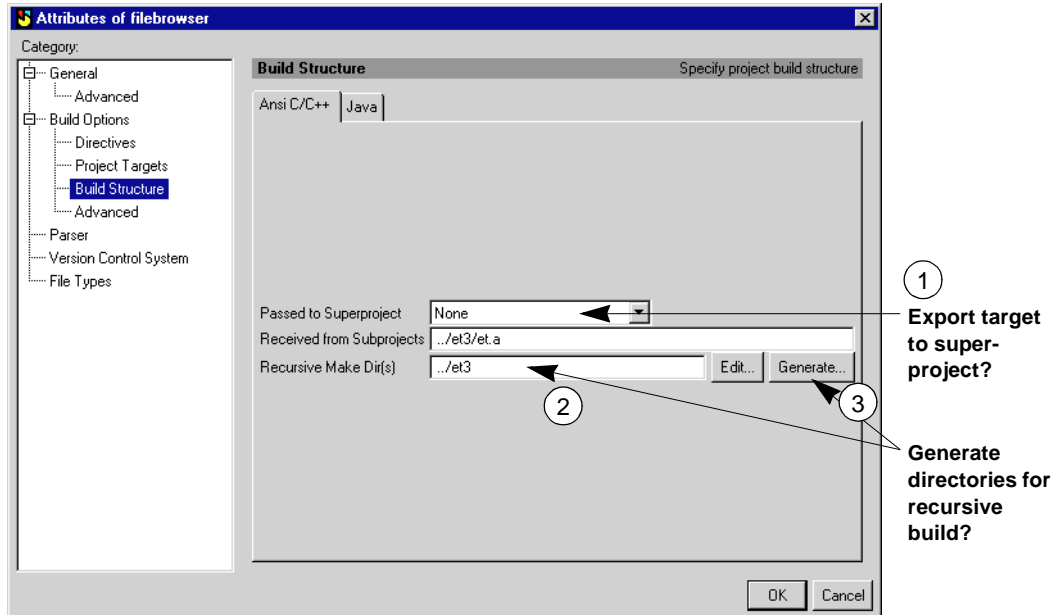 Attributes of filebrowser
Category:
General
Advanced
Build Options
Directives
Project Targets
Build Structure
Advanced
Parser
Version Control System
File Types
Build Structure Specify project build structure
Ansi C/C++ Java
Passed to Superproject None
Received from Subprojects ../et3/et.a
Recursive Make Dir(s) ../et3 Edit... Generate...
OK Cancel
1
Export target
to super-
project?
2
3
Generate
directories for
recursive
build?